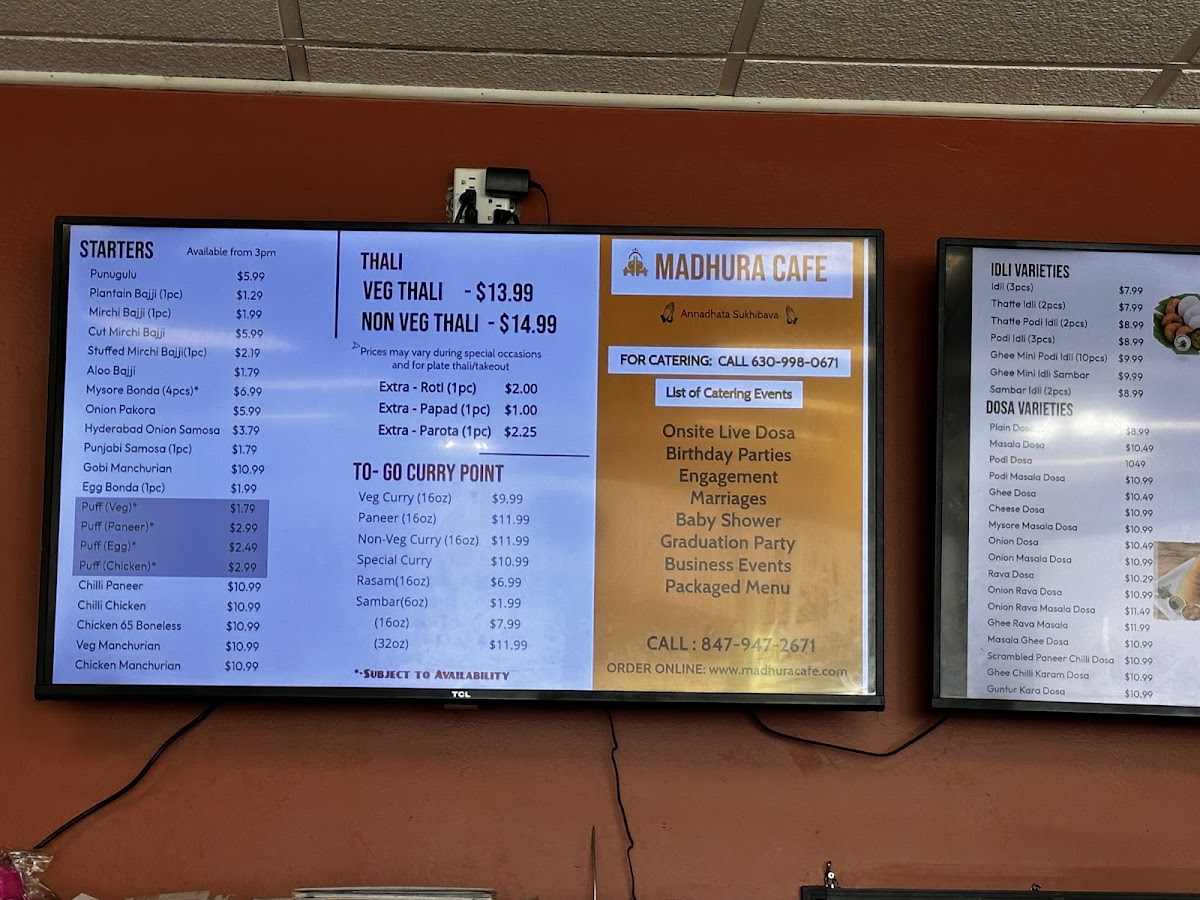 STARTERS Available from 3pm
Punugulu $5.99
Plantain Bajji (1pc) $1.29
Mirchi Bajji (1pc) $1.99
Cut Mirchi Bajji $5.99
Stuffed Mirchi Bajji(1pc) $2.19
Aloo Bajji $1.79
Mysore Bonda (4pcs)* $6.99
Onion Pakora $5.99
Hyderabad Onion Samosa $3.79
Punjabi Samosa (1pc) $1.79
Gobi Manchurian $10.99
Egg Bonda (1pc) $1.99
Puff (Veg)* $1.79
Puff (Paneer)* $2.99
Puff (Egg)* $2.49
Puff (Chicken)* $2.99
Chilli Paneer $10.99
Chilli Chicken $10.99
Chicken 65 Boneless $10.99
Veg Manchurian $10.99
Chicken Manchurian $10.99
THALI
VEG THALI - $13.99
NON VEG THALI - $14.99
Prices may vary during special occasions
and for plate thali/takeout
Extra - Roti (1pc) $2.00
Extra - Papad (1pc) $1.00
Extra - Parota (1pc) $2.25
TO- GO CURRY POINT
Veg Curry (16oz) $9.99
Paneer (16oz) $11.99
Non-Veg Curry (16oz) $11.99
Special Curry $10.99
Rasam(16oz) $6.99
Sambar(6oz) $1.99
(16oz) $7.99
(32oz) $11.99
*-SUBJECT TO AVAILABILITY
MADHURA CAFE
Annadhata Sukhibava
FOR CATERING: CALL 630-998-0671
List of Catering Events
Onsite Live Dosa
Birthday Parties
Engagement
Marriages
Baby Shower
Graduation Party
Business Events
Packaged Menu
CALL : 847-947-2671
ORDER ONLINE: www.madhuracafe.com
TCL
IDLI VARIETIES
Idli (3pcs) $7.99
Thatte Idli (2pcs) $7.99
Thatte Podi Idli (2pcs) $8.99
Podi Idli (3pcs) $8.99
Ghee Mini Podi Idli (10pcs) $9.99
Ghee Mini Idli Sambar $9.99
Sambar Idli (2pcs) $8.99
DOSA VARIETIES
Plain Dosa $8.99
Masala Dosa $10.49
Podi Dosa 1049
Podi Masala Dosa $10.99
Ghee Dosa $10.49
Cheese Dosa $10.99
Mysore Masala Dosa $10.99
Onion Dosa $10.49
Onion Masala Dosa $10.99
Rava Dosa $10.29
Onion Rava Dosa $10.99
Onion Rava Masala Dosa $11.49
Ghee Rava Masala $11.99
Masala Ghee Dosa $10.99
Scrambled Paneer Chilli Dosa $10.99
Ghee Chilli Karam Dosa $10.99
Guntur Kara Dosa $10.99